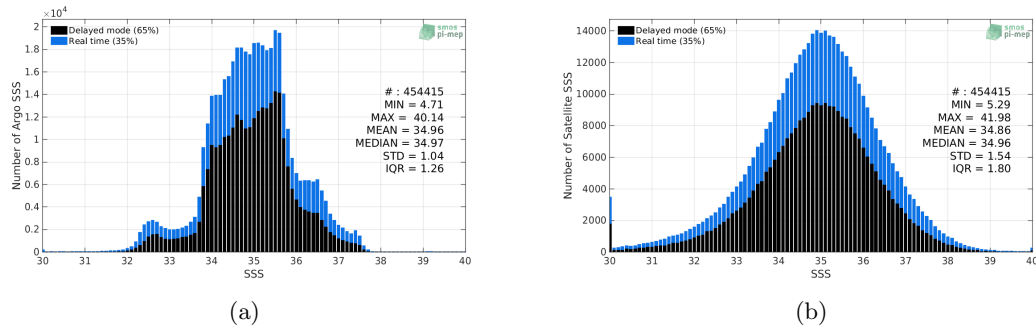 ×10⁴
Delayed mode (65%)
Real time (35%)
smos
pi-mep
# : 454415
MIN = 4.71
MAX = 40.14
MEAN = 34.96
MEDIAN = 34.97
STD = 1.04
IQR = 1.26
Number of Argo SSS
2
1.8
1.6
1.4
1.2
1
0.8
0.6
0.4
0.2
0
30 31 32 33 34 35 36 37 38 39 40
SSS
(a)
Delayed mode (65%)
Real time (35%)
smos
pi-mep
# : 454415
MIN = 5.29
MAX = 41.98
MEAN = 34.86
MEDIAN = 34.96
STD = 1.54
IQR = 1.80
Number of Satellite SSS
14000
12000
10000
8000
6000
4000
2000
0
30 31 32 33 34 35 36 37 38 39 40
SSS
(b)